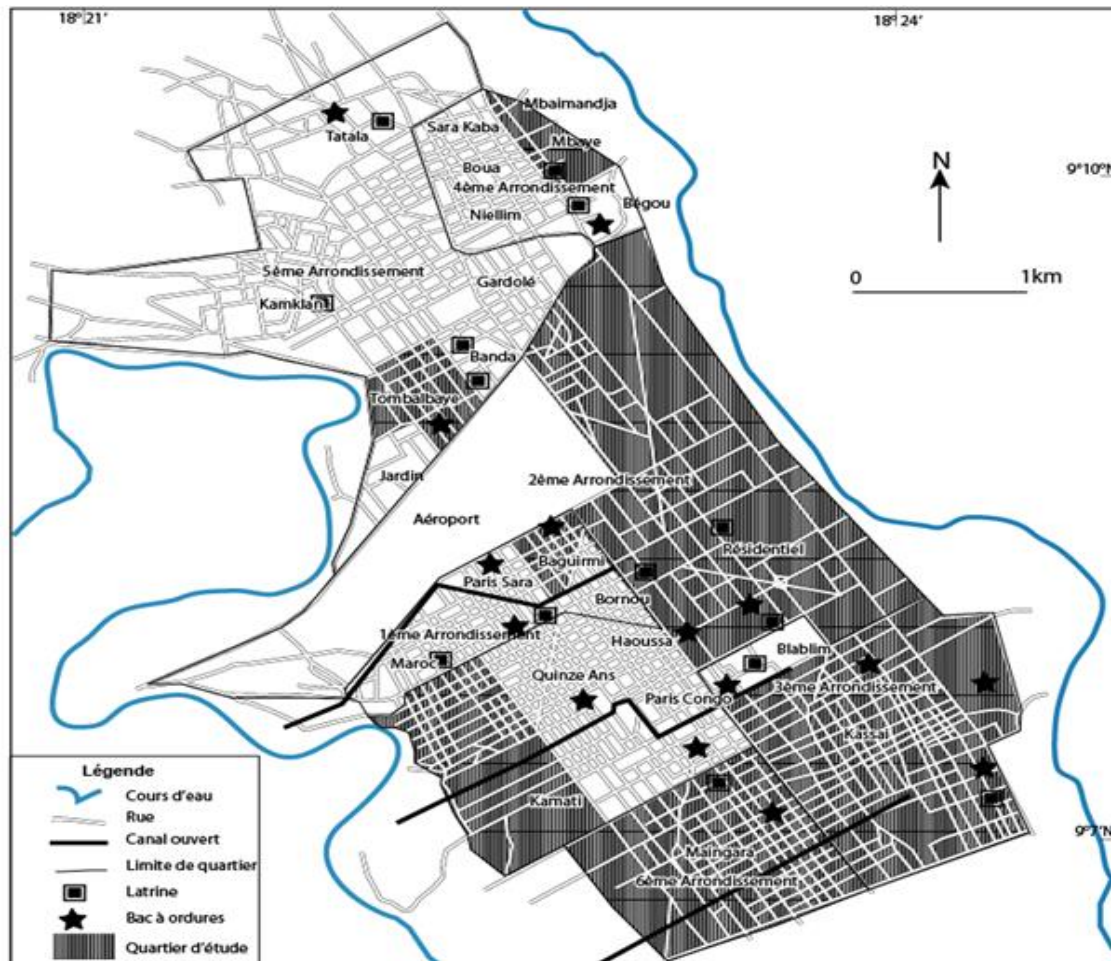 18°21'
18°24'
Mbaimandja
Sara Kaba
Tatala
Mbaye
Boua
N
9°10°N
4ème Arrondissement
Bégou
Niellim
5ème Arrondissement
Gardolé
0 1km
Kamkian
Banda
Tombalbaye
Jardin
2ème Arrondissement
Aéroport
Résidentiel
Baguirmi
Paris Sara
Bornou
1ème Arrondissement
Haoussa
Blablim
Maroc
Quinze Ans
3ème Arrondissement
Paris Congo
Kassaï
Légende
Cours d'eau
Kamati
Rue
9°7'N
Canal ouvert
Maingara
Limite de quartier
6ème Arrondissement
Latrine
Bac à ordures
Quartier d'étude